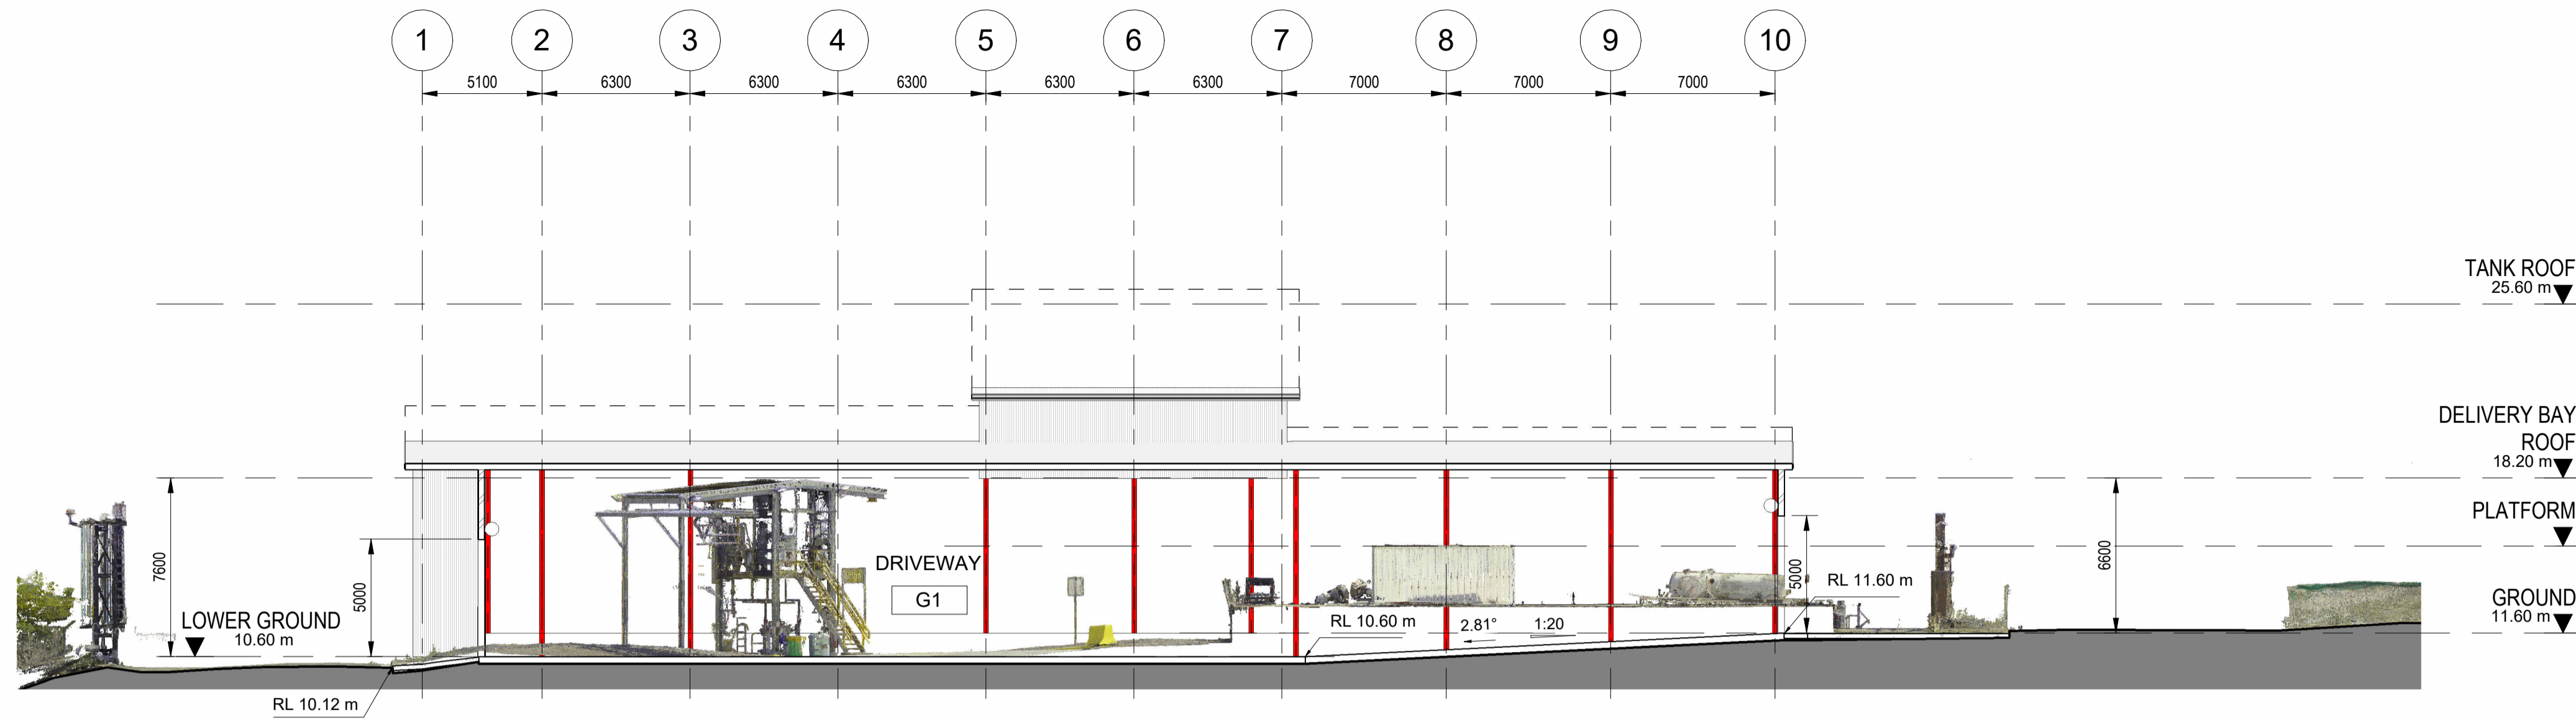 1 2 3 4 5 6 7 8 9 10
5100 6300 6300 6300 6300 6300 7000 7000 7000
TANK ROOF
25.60 m
DELIVERY BAY
ROOF
18.20 m
PLATFORM
GROUND
11.60 m
7600
5000
LOWER GROUND
10.60 m
RL 10.12 m
DRIVEWAY
G1
RL 10.60 m
2.81° 1:20
5000
RL 11.60 m
6600